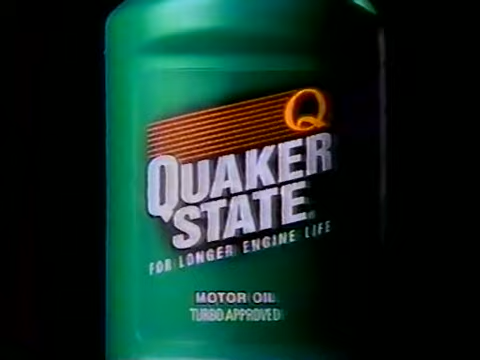 Q
QUAKER
STATE
FOR LONGER ENGINE LIFE
MOTOR OIL
TURBO APPROVED